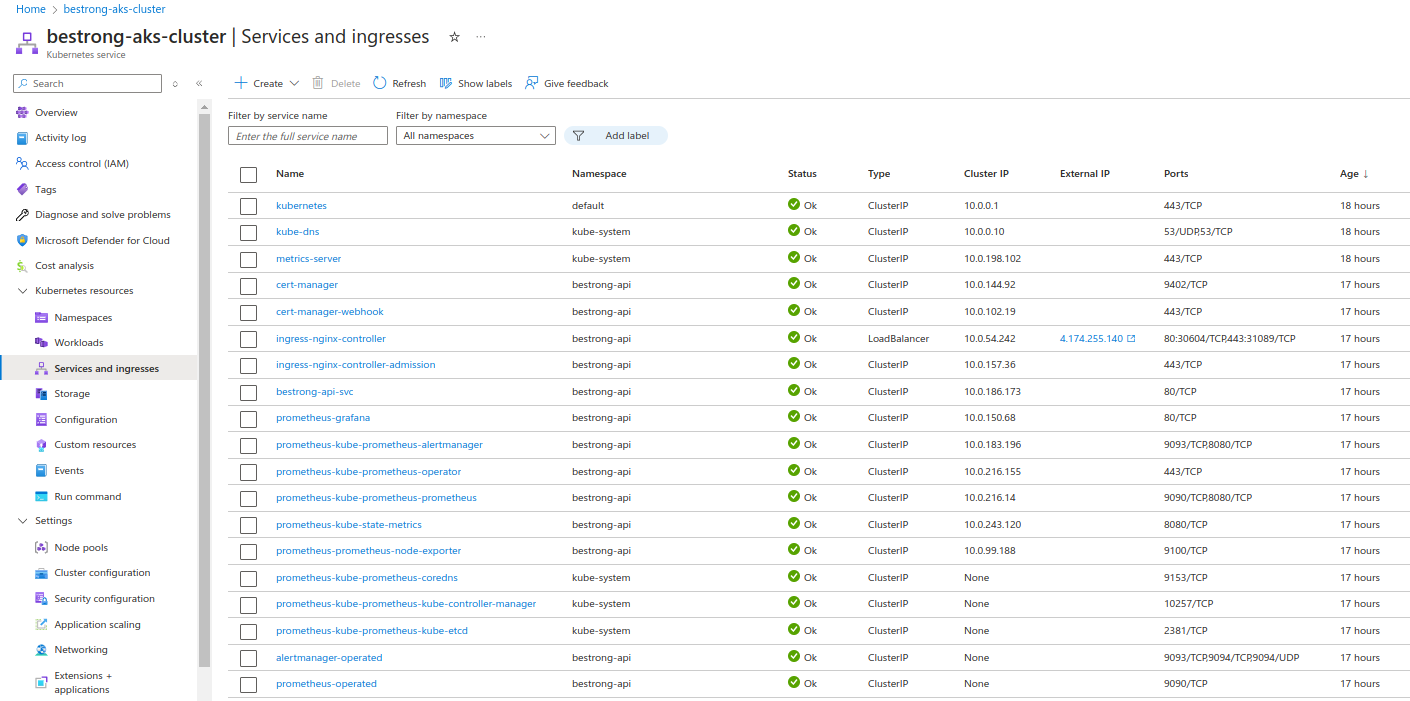 Home > bestrong-aks-cluster
bestrong-aks-cluster | Services and ingresses
Kubernetes service
Search
Create Delete Refresh Show labels Give feedback
Overview
Activity log
Access control (IAM)
Tags
Diagnose and solve problems
Microsoft Defender for Cloud
Cost analysis
Kubernetes resources
Namespaces
Workloads
Services and ingresses
Storage
Configuration
Custom resources
Events
Run command
Settings
Node pools
Cluster configuration
Security configuration
Application scaling
Networking
Extensions +
applications
Filter by service name Filter by namespace
Enter the full service name All namespaces Add label
Name Namespace Status Type Cluster IP External IP Ports Age ↓
kubernetes default Ok ClusterIP 10.0.0.1 443/TCP 18 hours
kube-dns kube-system Ok ClusterIP 10.0.0.10 53/UDP,53/TCP 18 hours
metrics-server kube-system Ok ClusterIP 10.0.198.102 443/TCP 18 hours
cert-manager bestrong-api Ok ClusterIP 10.0.144.92 9402/TCP 17 hours
cert-manager-webhook bestrong-api Ok ClusterIP 10.0.102.19 443/TCP 17 hours
ingress-nginx-controller bestrong-api Ok LoadBalancer 10.0.54.242 4.174.255.140 80:30604/TCP,443:31089/TCP 17 hours
ingress-nginx-controller-admission bestrong-api Ok ClusterIP 10.0.157.36 443/TCP 17 hours
bestrong-api-svc bestrong-api Ok ClusterIP 10.0.186.173 80/TCP 17 hours
prometheus-grafana bestrong-api Ok ClusterIP 10.0.150.68 80/TCP 17 hours
prometheus-kube-prometheus-alertmanager bestrong-api Ok ClusterIP 10.0.183.196 9093/TCP,8080/TCP 17 hours
prometheus-kube-prometheus-operator bestrong-api Ok ClusterIP 10.0.216.155 443/TCP 17 hours
prometheus-kube-prometheus-prometheus bestrong-api Ok ClusterIP 10.0.216.14 9090/TCP,8080/TCP 17 hours
prometheus-kube-state-metrics bestrong-api Ok ClusterIP 10.0.243.120 8080/TCP 17 hours
prometheus-prometheus-node-exporter bestrong-api Ok ClusterIP 10.0.99.188 9100/TCP 17 hours
prometheus-kube-prometheus-coredns kube-system Ok ClusterIP None 9153/TCP 17 hours
prometheus-kube-prometheus-kube-controller-manager kube-system Ok ClusterIP None 10257/TCP 17 hours
prometheus-kube-prometheus-kube-etcd kube-system Ok ClusterIP None 2381/TCP 17 hours
alertmanager-operated bestrong-api Ok ClusterIP None 9093/TCP,9094/TCP,9094/UDP 17 hours
prometheus-operated bestrong-api Ok ClusterIP None 9090/TCP 17 hours